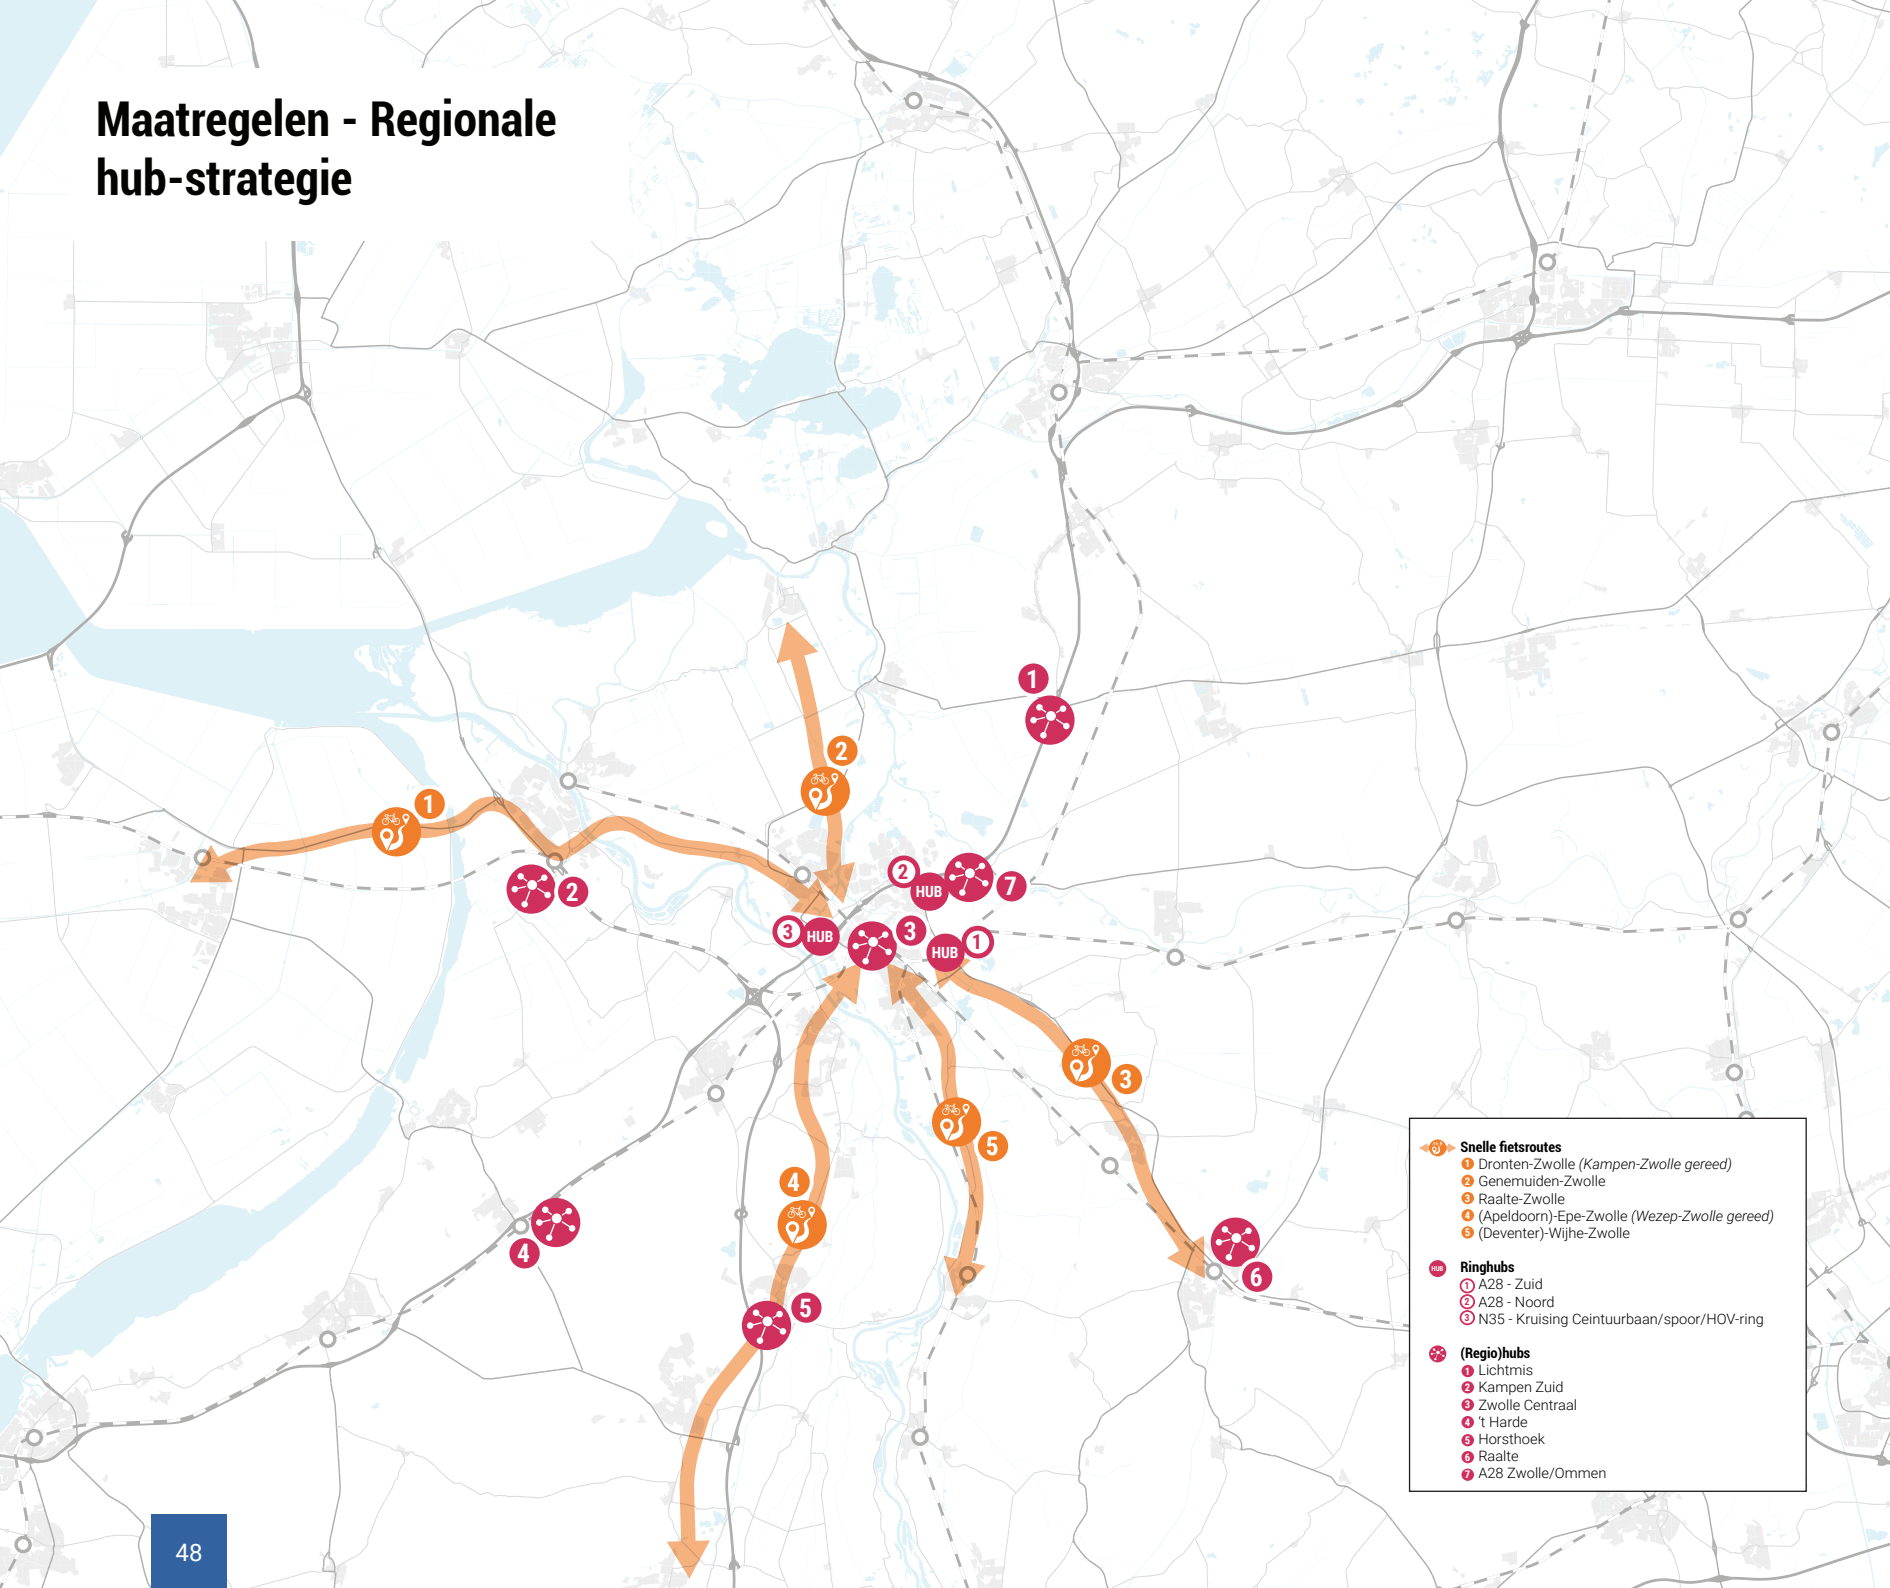 Maatregelen - Regionale
hub-strategie
1
2
1
2
2
HUB
7
3
HUB
3
HUB
1
3
5
4
4
6
5
Snelle fietsroutes
1 Dronten-Zwolle (Kampen-Zwolle gereed)
2 Genemuiden-Zwolle
3 Raalte-Zwolle
4 (Apeldoorn)-Epe-Zwolle (Wezep-Zwolle gereed)
5 (Deventer)-Wijhe-Zwolle
HUB Ringhubs
1 A28 - Zuid
2 A28 - Noord
3 N35 - Kruising Ceintuurbaan/spoor/HOV-ring
(Regio)hubs
1 Lichtmis
2 Kampen Zuid
3 Zwolle Centraal
4 't Harde
5 Horsthoek
6 Raalte
7 A28 Zwolle/Ommen
48